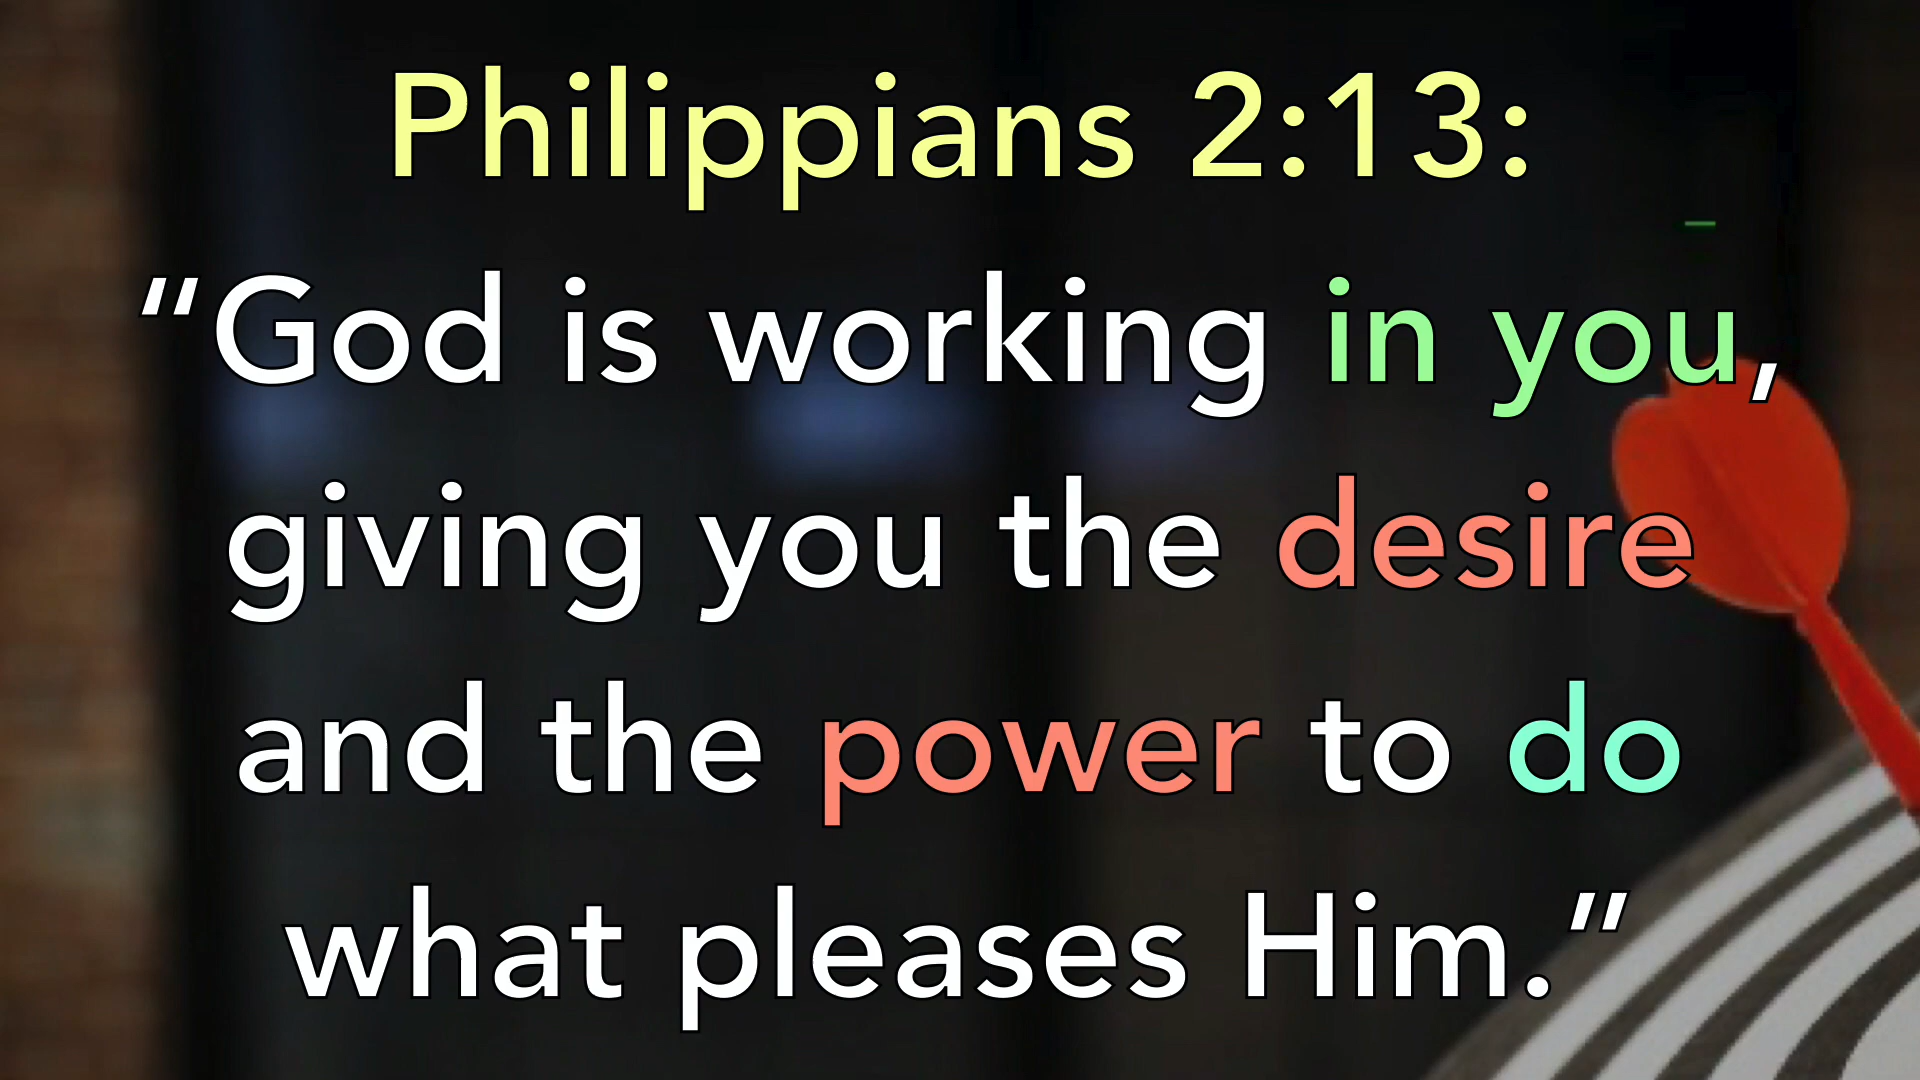 Philippians 2:13:
“God is working in you,
giving you the desire
and the power to do
what pleases Him.”